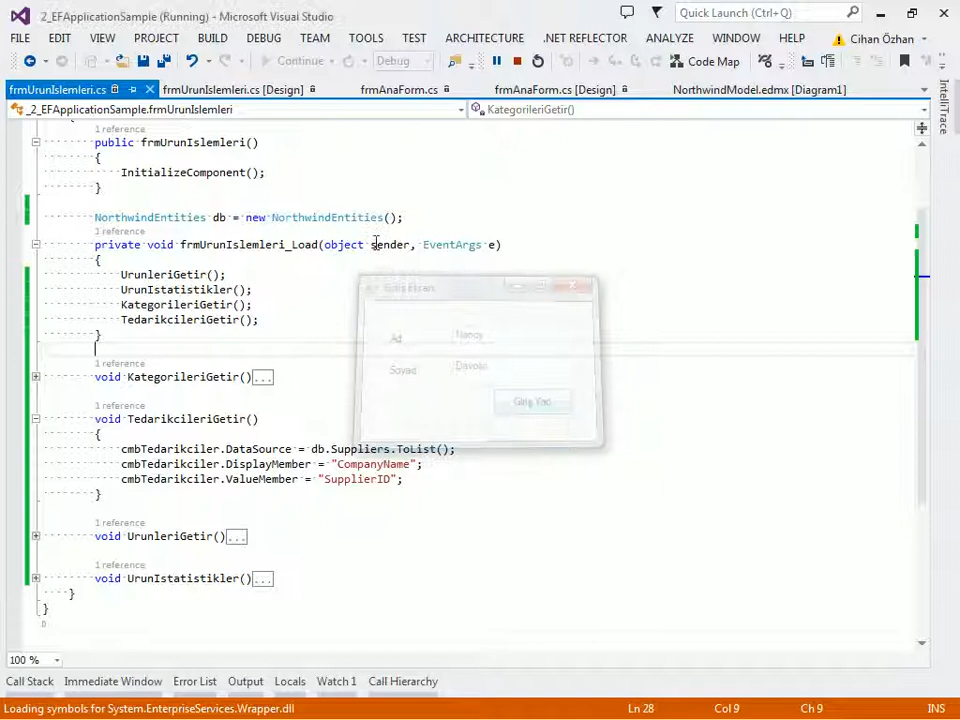 2_EFApplicationSample (Running) - Microsoft Visual Studio
Quick Launch (Ctrl+Q)
FILE EDIT VIEW PROJECT BUILD DEBUG TEAM TOOLS TEST ARCHITECTURE .NET REFLECTOR ANALYZE WINDOW HELP Cihan Özhan
Continue Debug Code Map
frmUrunIslemleri.cs frmUrunIslemleri.cs [Design] frmAnaForm.cs frmAnaForm.cs [Design] NorthwindModel.edmx [Diagram1]
IntelliTrace
_2_EFApplicationSample.frmUrunIslemleri KategorileriGetir()
1 reference
public frmUrunIslemleri()
{
InitializeComponent();
}
NorthwindEntities db = new NorthwindEntities();
1 reference
private void frmUrunIslemleri_Load(object sender, EventArgs e)
{
UrunleriGetir();
UrunIstatistikler();
KategorileriGetir();
TedarikcileriGetir();
}
Ad Nancy
Soyad
Giriş Yap
1 reference
void KategorileriGetir()...
1 reference
void TedarikcileriGetir()
{
cmbTedarikciler.DataSource = db.Suppliers.ToList();
cmbTedarikciler.DisplayMember = "CompanyName";
cmbTedarikciler.ValueMember = "SupplierID";
}
1 reference
void UrunleriGetir()...
1 reference
void UrunIstatistikler()...
}
}
100 %
Call Stack Immediate Window Error List Output Locals Watch 1 Call Hierarchy
Loading symbols for System.EnterpriseServices.Wrapper.dll Ln 28 Col 9 Ch 9 INS